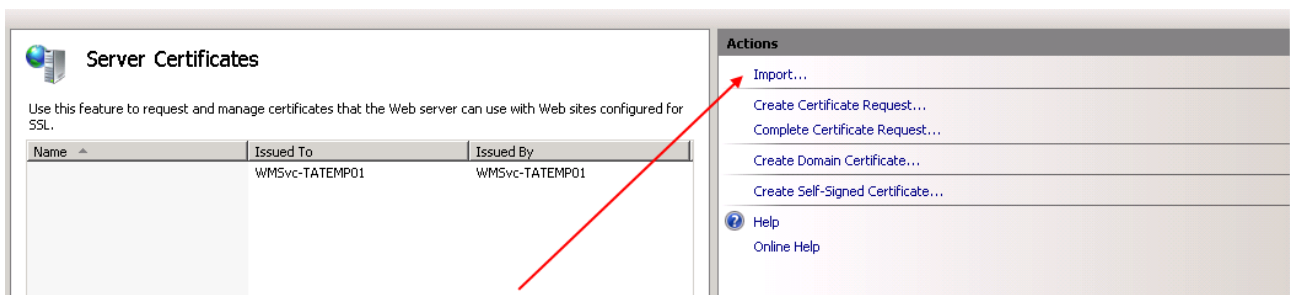 Server Certificates
Use this feature to request and manage certificates that the Web server can use with Web sites configured for
SSL.
Name Issued To Issued By
WMSvc-TATEMP01 WMSvc-TATEMP01
Actions
Import...
Create Certificate Request...
Complete Certificate Request...
Create Domain Certificate...
Create Self-Signed Certificate...
Help
Online Help